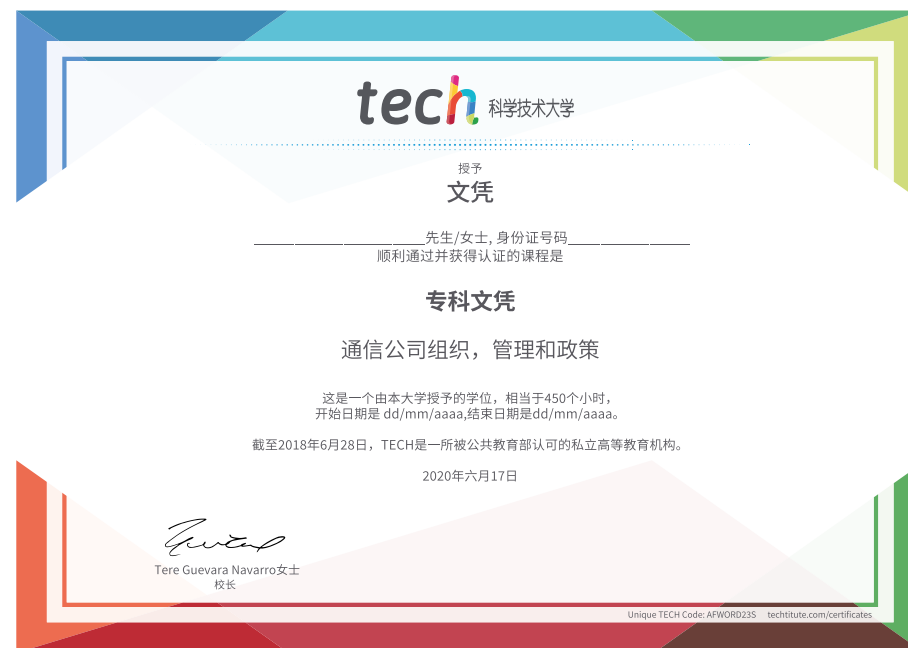 tech 科学技术大学
授予
文凭
____________________先生/女士, 身份证号码______________
顺利通过并获得认证的课程是
专科文凭
通信公司组织，管理和政策
这是一个由本大学授予的学位，相当于450个小时，
开始日期是 dd/mm/aaaa,结束日期是dd/mm/aaaa。
截至2018年6月28日，TECH是一所被公共教育部认可的私立高等教育机构。
2020年六月17日
Tere Guevara Navarro女士
校长
Unique TECH Code: AFWORD23S techtitute.com/certificates